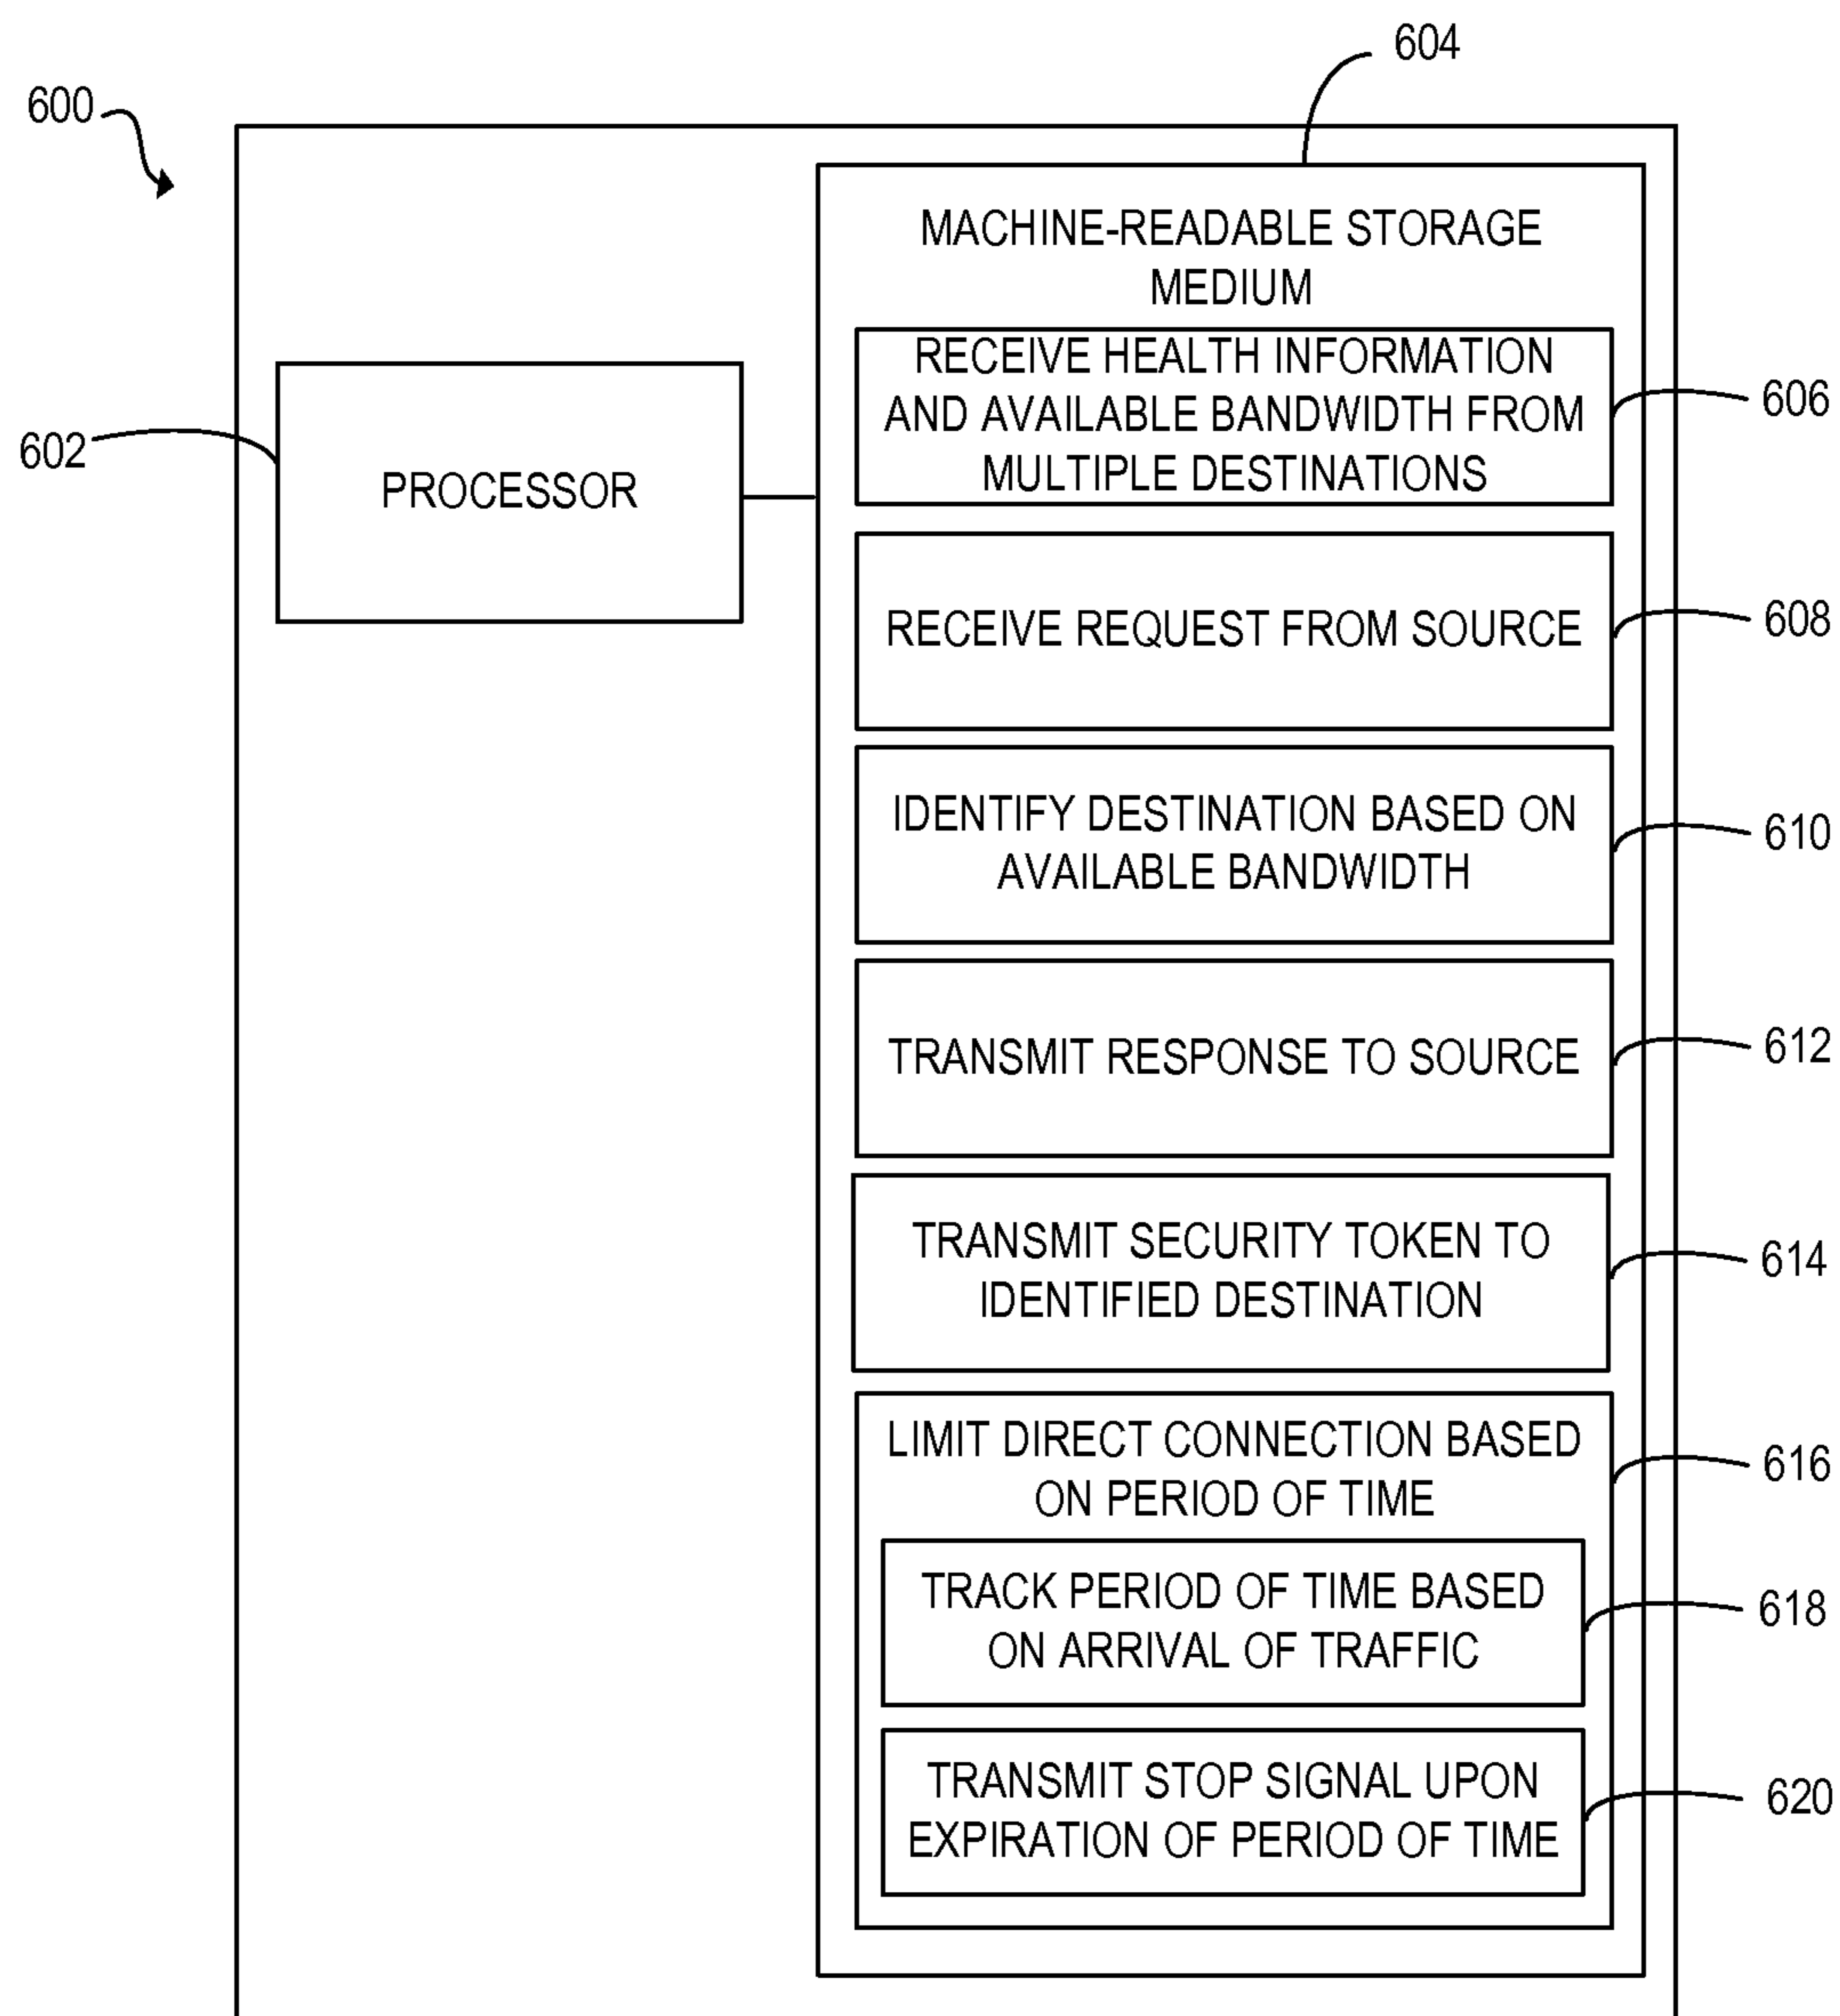 604
600
MACHINE-READABLE STORAGE
MEDIUM
RECEIVE HEALTH INFORMATION
AND AVAILABLE BANDWIDTH FROM
MULTIPLE DESTINATIONS
606
602
PROCESSOR
RECEIVE REQUEST FROM SOURCE
608
IDENTIFY DESTINATION BASED ON
AVAILABLE BANDWIDTH
610
TRANSMIT RESPONSE TO SOURCE
612
TRANSMIT SECURITY TOKEN TO
IDENTIFIED DESTINATION
614
LIMIT DIRECT CONNECTION BASED
ON PERIOD OF TIME
616
TRACK PERIOD OF TIME BASED
ON ARRIVAL OF TRAFFIC
618
TRANSMIT STOP SIGNAL UPON
EXPIRATION OF PERIOD OF TIME
620